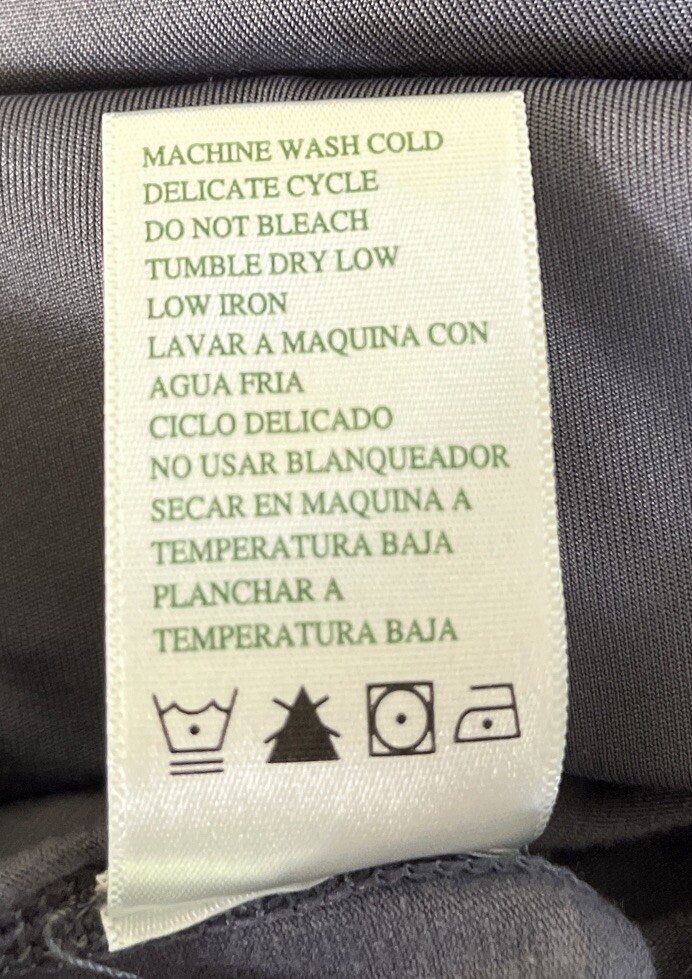 MACHINE WASH COLD
DELICATE CYCLE
DO NOT BLEACH
TUMBLE DRY LOW
LOW IRON
LAVAR A MAQUINA CON
AGUA FRIA
CICLO DELICADO
NO USAR BLANQUEADOR
SECAR EN MAQUINA A
TEMPERATURA BAJA
PLANCHAR A
TEMPERATURA BAJA